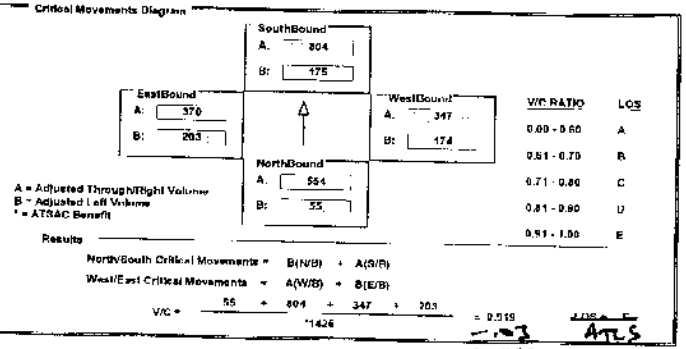 Critical Movements Diagram
SouthBound
A: 804
B: 175
EastBound
A: 370
B: 203
WestBound
A: 347
B: 174
NorthBound
A: 554
B: 55
V/C RATIO LOS
0.00 - 0.60 A
0.61 - 0.70 B
0.71 - 0.80 C
0.81 - 0.90 D
0.91 - 1.00 E
A = Adjusted Through/Right Volume
B = Adjusted Left Volume
* = ATSAC Benefit
Results
North/South Critical Movements = B(N/B) + A(S/B)
West/East Critical Movements = A(W/B) + B(E/B)
V/C = 55 + 804 + 347 + 203
*1425
= 0.919 LOS = E
-.03 ATCS